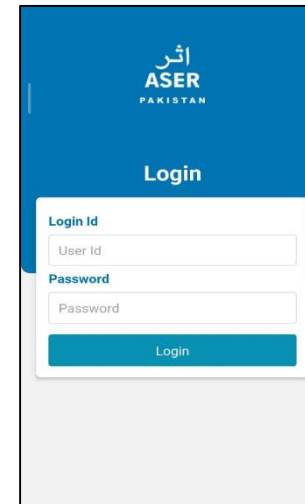 اثر
ASER
PAKISTAN
Login
Login Id
User Id
Password
Password
Login